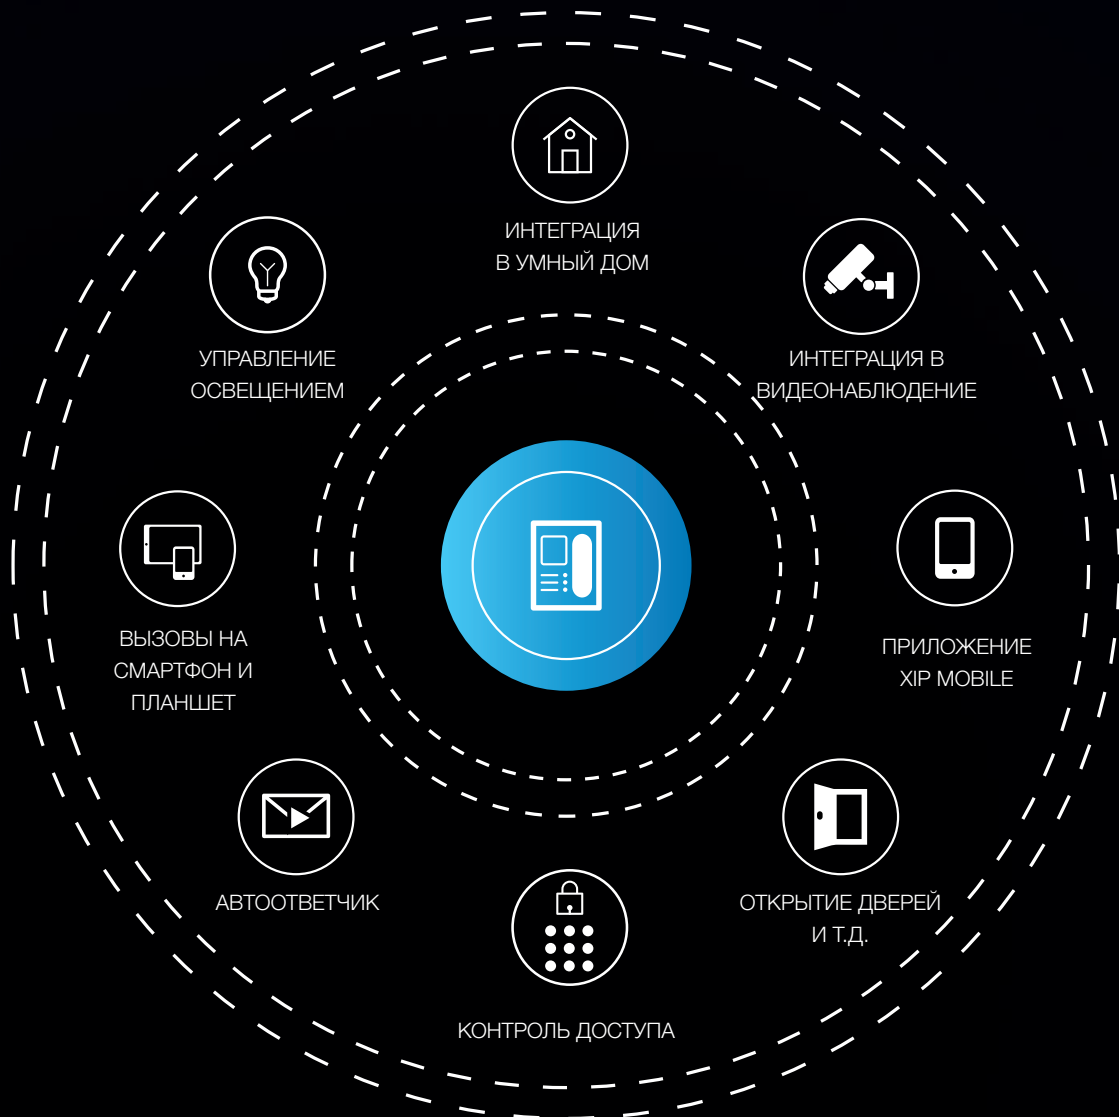 ИНТЕГРАЦИЯ
В УМНЫЙ ДОМ
УПРАВЛЕНИЕ
ОСВЕЩЕНИЕМ
ИНТЕГРАЦИЯ В
ВИДЕОНАБЛЮДЕНИЕ
ВЫЗОВЫ НА
СМАРТФОН И
ПЛАНШЕТ
ПРИЛОЖЕНИЕ
XIP MOBILE
АВТООТВЕТЧИК
ОТКРЫТИЕ ДВЕРЕЙ
И Т.Д.
КОНТРОЛЬ ДОСТУПА